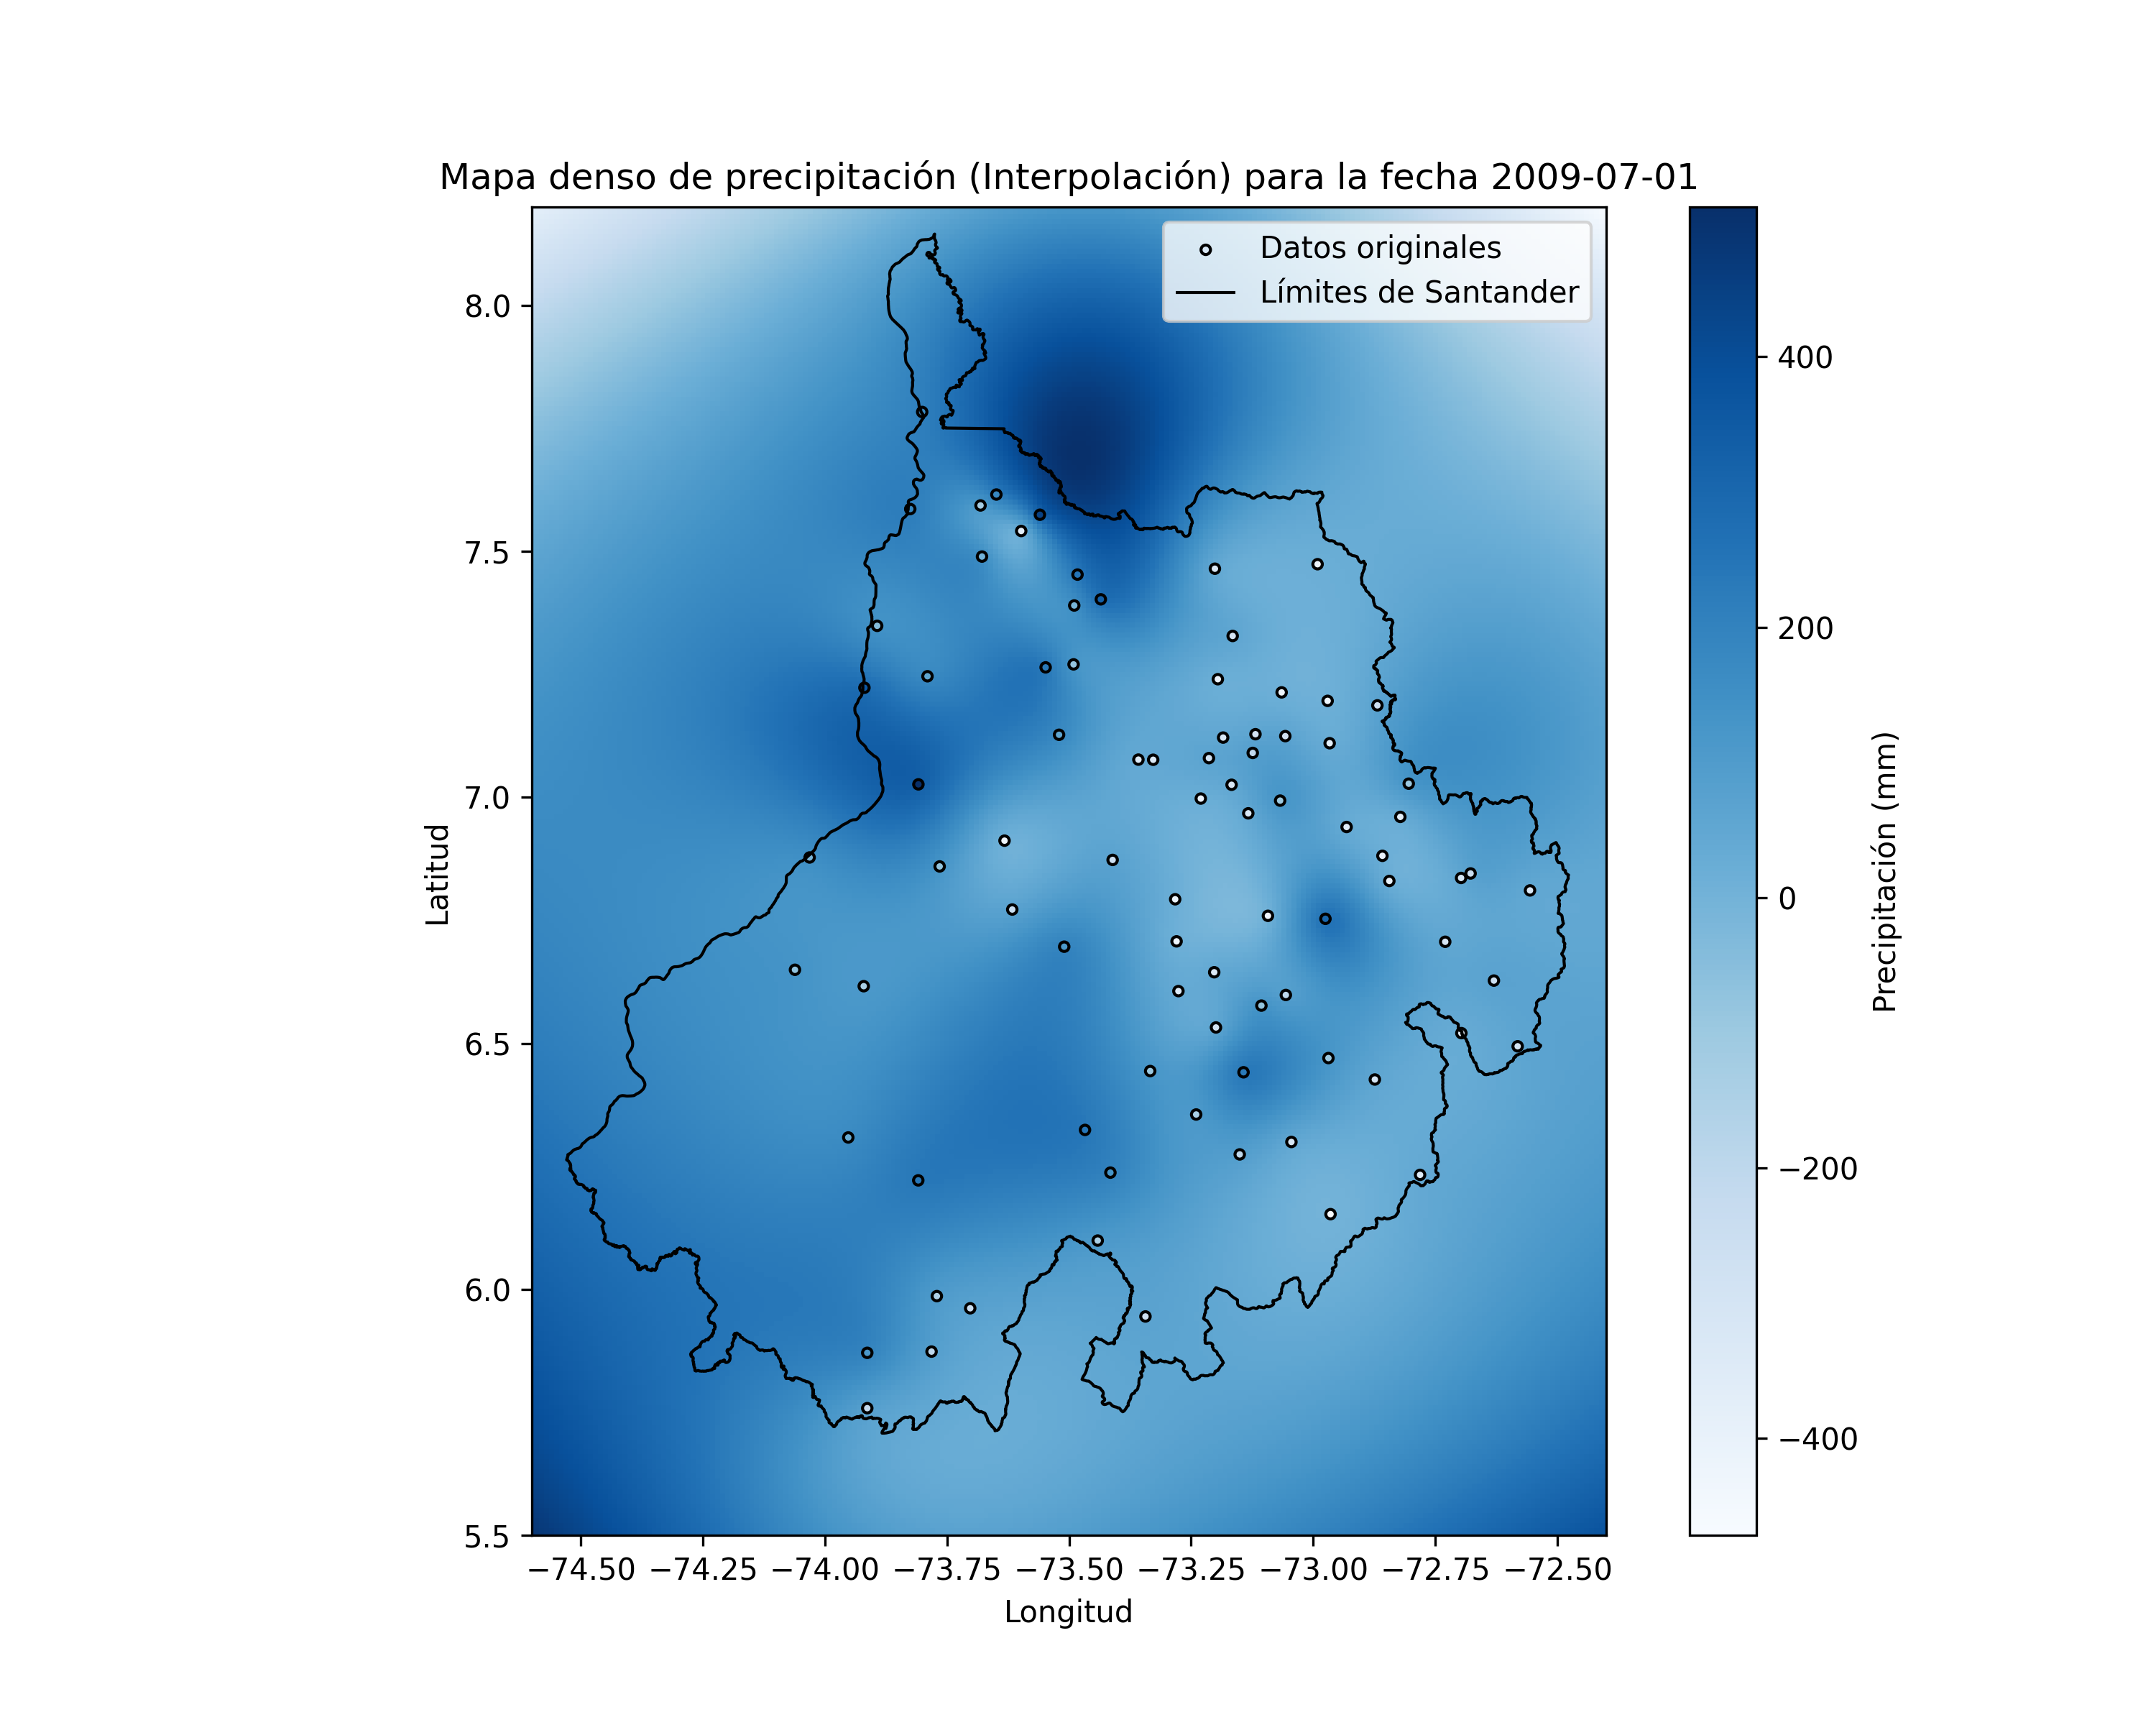 Mapa denso de precipitación (Interpolación) para la fecha 2009-07-01
Datos originales
Límites de Santander
8.0
7.5
7.0
6.5
6.0
5.5
Latitud
−74.50 −74.25 −74.00 −73.75 −73.50 −73.25 −73.00 −72.75 −72.50
Longitud
400
200
0
−200
−400
Precipitación (mm)